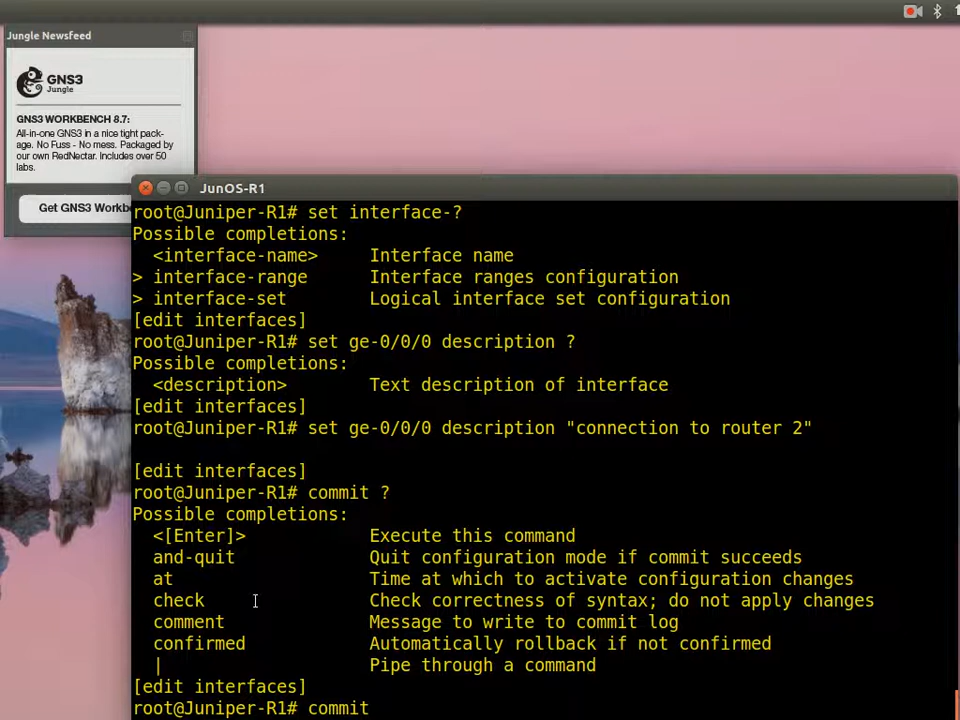 Jungle Newsfeed
GNS3
Jungle
GNS3 WORKBENCH 8.7:
All-in-one GNS3 in a nice tight pack-
age. No Fuss - No mess. Packaged by
our own RedNectar. Includes over 50
labs.
Get GNS3 Workb
JunOS-R1
root@Juniper-R1# set interface-?
Possible completions:
  <interface-name>     Interface name
> interface-range      Interface ranges configuration
> interface-set        Logical interface set configuration
[edit interfaces]
root@Juniper-R1# set ge-0/0/0 description ?
Possible completions:
  <description>        Text description of interface
[edit interfaces]
root@Juniper-R1# set ge-0/0/0 description "connection to router 2"
[edit interfaces]
root@Juniper-R1# commit ?
Possible completions:
  <[Enter]>            Execute this command
  and-quit             Quit configuration mode if commit succeeds
  at                   Time at which to activate configuration changes
  check                Check correctness of syntax; do not apply changes
  comment              Message to write to commit log
  confirmed            Automatically rollback if not confirmed
  |                    Pipe through a command
[edit interfaces]
root@Juniper-R1# commit